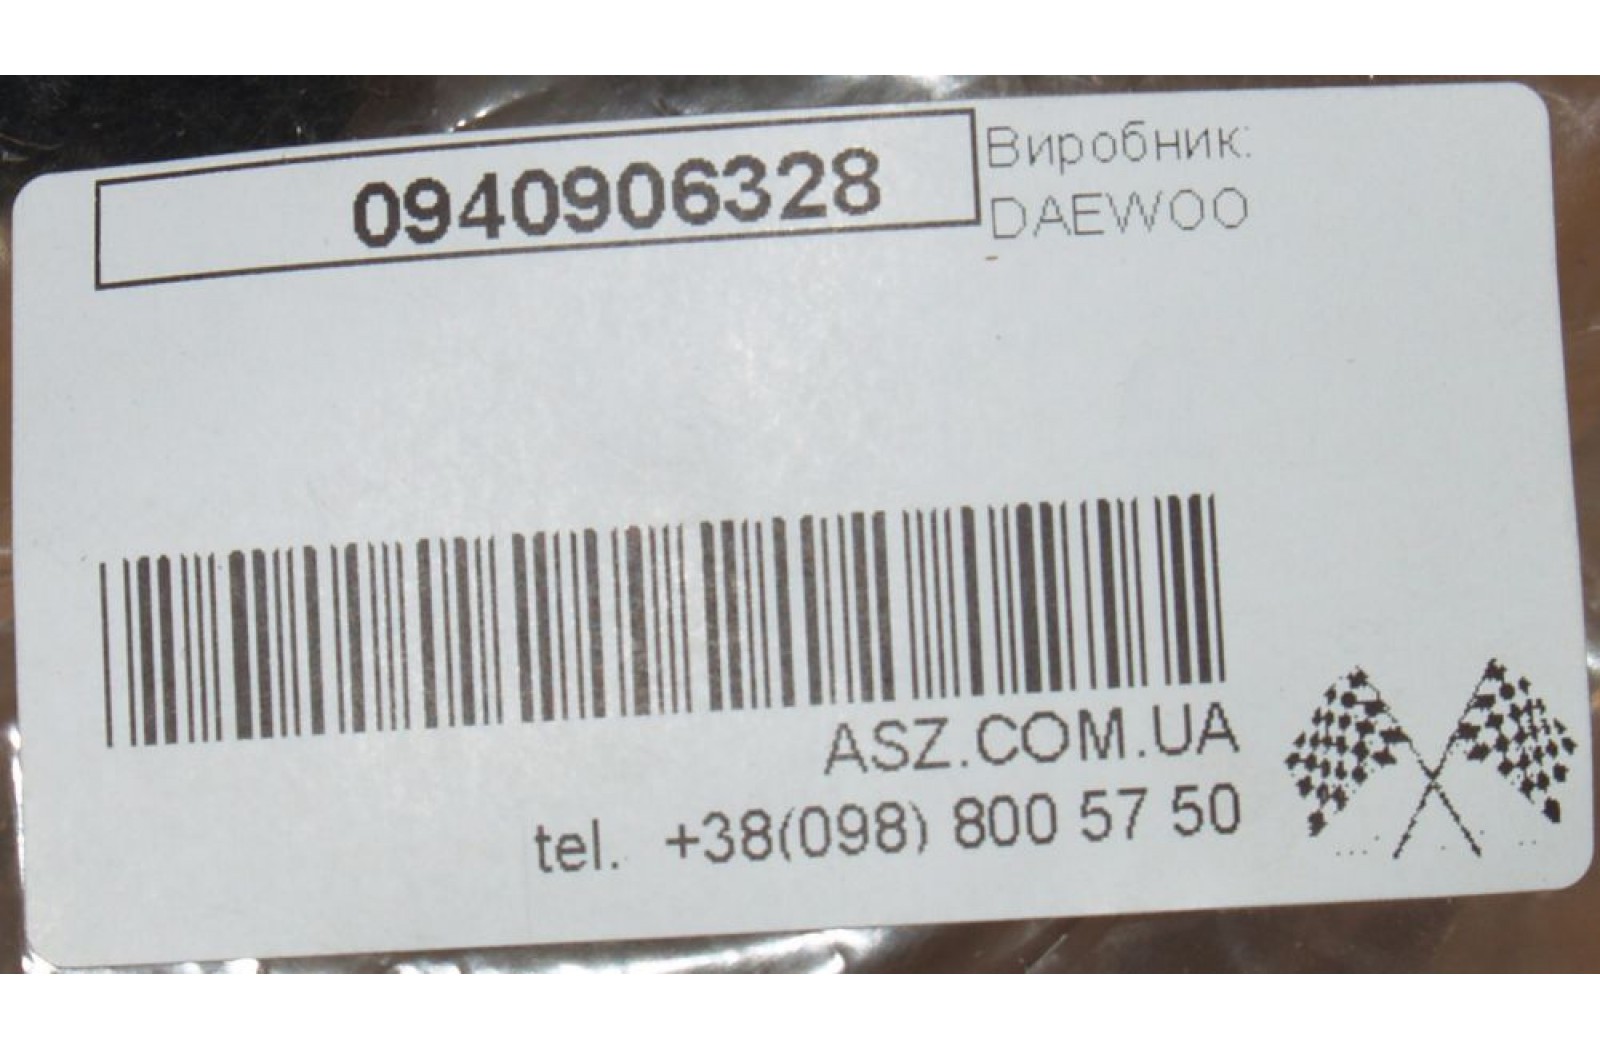 0940906328
Виробник:
DAEWOO
ASZ.COM.UA
tel. +38(098) 800 57 50